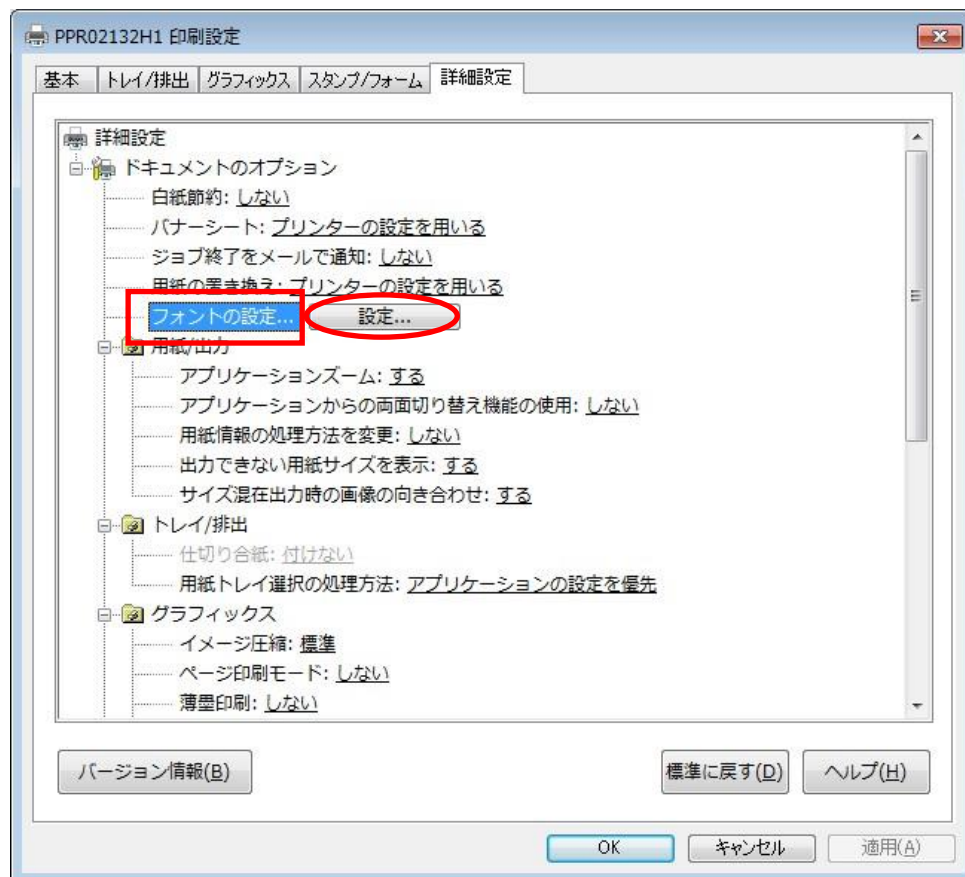 PPR02132H1 印刷設定
基本 トレイ/排出 グラフィックス スタンプ/フォーム 詳細設定
詳細設定
ドキュメントのオプション
白紙節約: しない
バナーシート: プリンターの設定を用いる
ジョブ終了をメールで通知: しない
用紙の置き換え: プリンターの設定を用いる
フォントの設定... 設定...
用紙/出力
アプリケーションズーム: する
アプリケーションからの両面切り替え機能の使用: しない
用紙情報の処理方法を変更: しない
出力できない用紙サイズを表示: する
サイズ混在出力時の画像の向き合わせ: する
トレイ/排出
仕切り合紙: 付けない
用紙トレイ選択の処理方法: アプリケーションの設定を優先
グラフィックス
イメージ圧縮: 標準
ページ印刷モード: しない
薄墨印刷: しない
バージョン情報(B) 標準に戻す(D) ヘルプ(H)
OK キャンセル 適用(A)